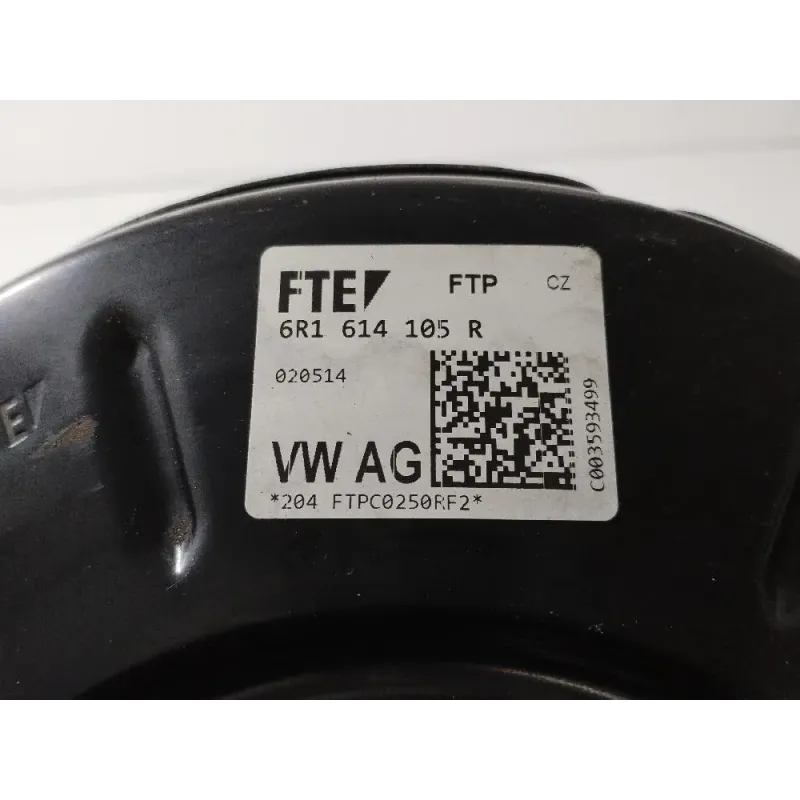 FTE FTP CZ
6R1 614 105 R
020514
VW AG
*204 FTPC0250RF2*
C003593499
E